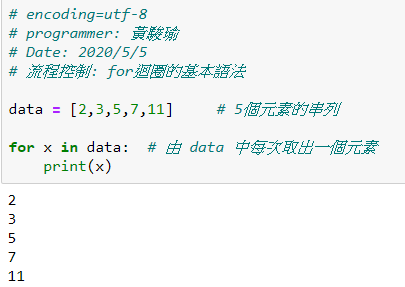 # encoding=utf-8
# programmer: 黃駿瑜
# Date: 2020/5/5
# 流程控制: for迴圈的基本語法
data = [2,3,5,7,11]     # 5個元素的串列
for x in data:  # 由 data 中每次取出一個元素
    print(x)
2
3
5
7
11